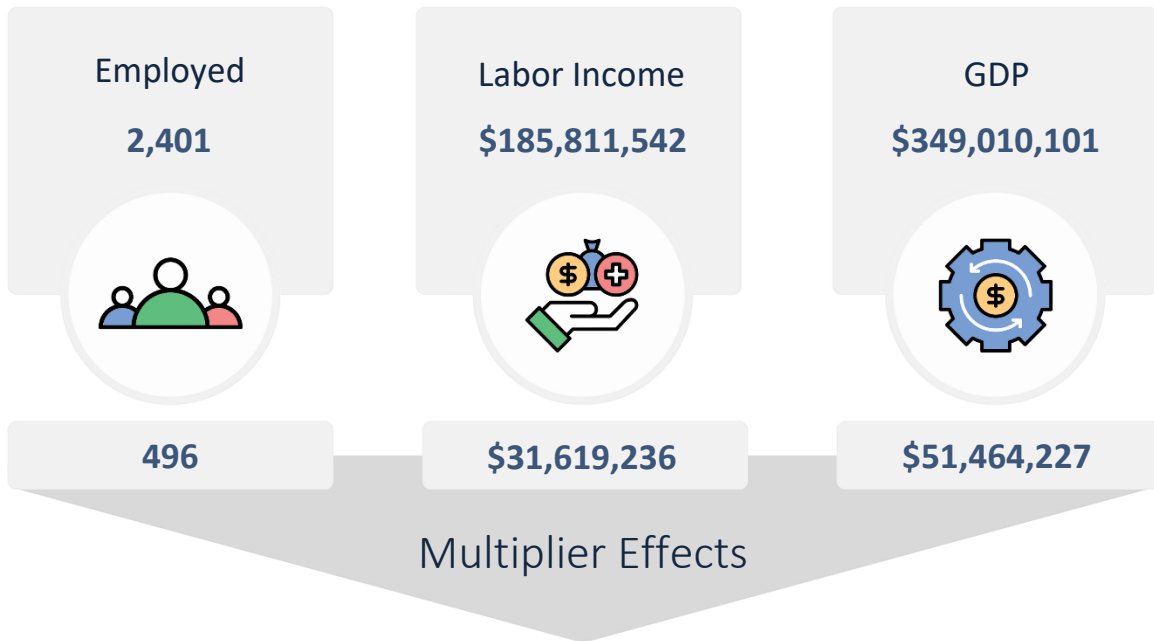 Employed
2,401
Labor Income
$185,811,542
GDP
$349,010,101
496
$31,619,236
$51,464,227
Multiplier Effects